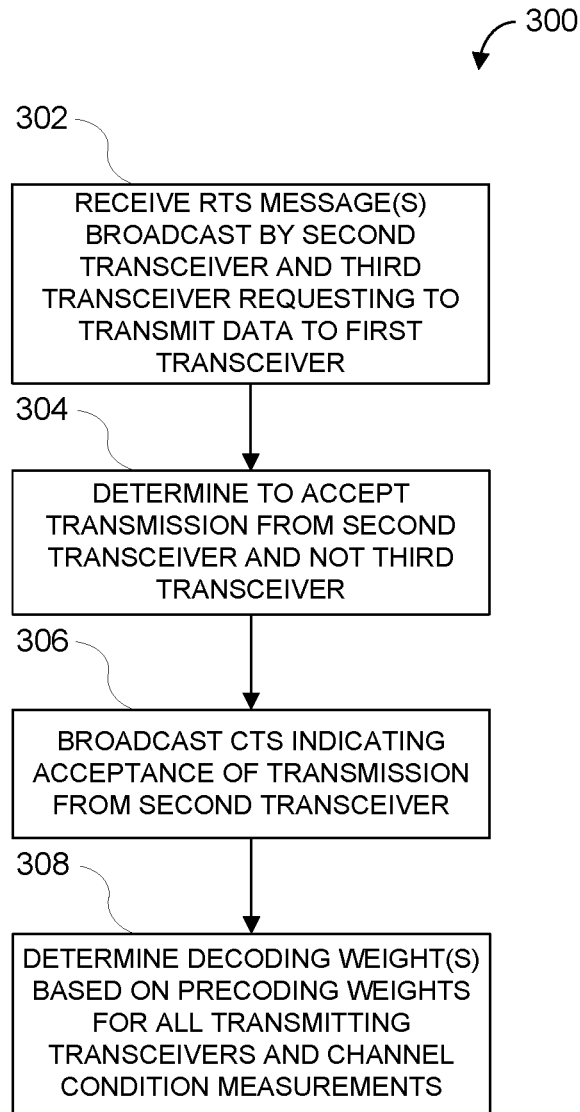 300
302
RECEIVE RTS MESSAGE(S)
BROADCAST BY SECOND
TRANSCEIVER AND THIRD
TRANSCEIVER REQUESTING TO
TRANSMIT DATA TO FIRST
TRANSCEIVER
304
DETERMINE TO ACCEPT
TRANSMISSION FROM SECOND
TRANSCEIVER AND NOT THIRD
TRANSCEIVER
306
BROADCAST CTS INDICATING
ACCEPTANCE OF TRANSMISSION
FROM SECOND TRANSCEIVER
308
DETERMINE DECODING WEIGHT(S)
BASED ON PRECODING WEIGHTS
FOR ALL TRANSMITTING
TRANSCEIVERS AND CHANNEL
CONDITION MEASUREMENTS